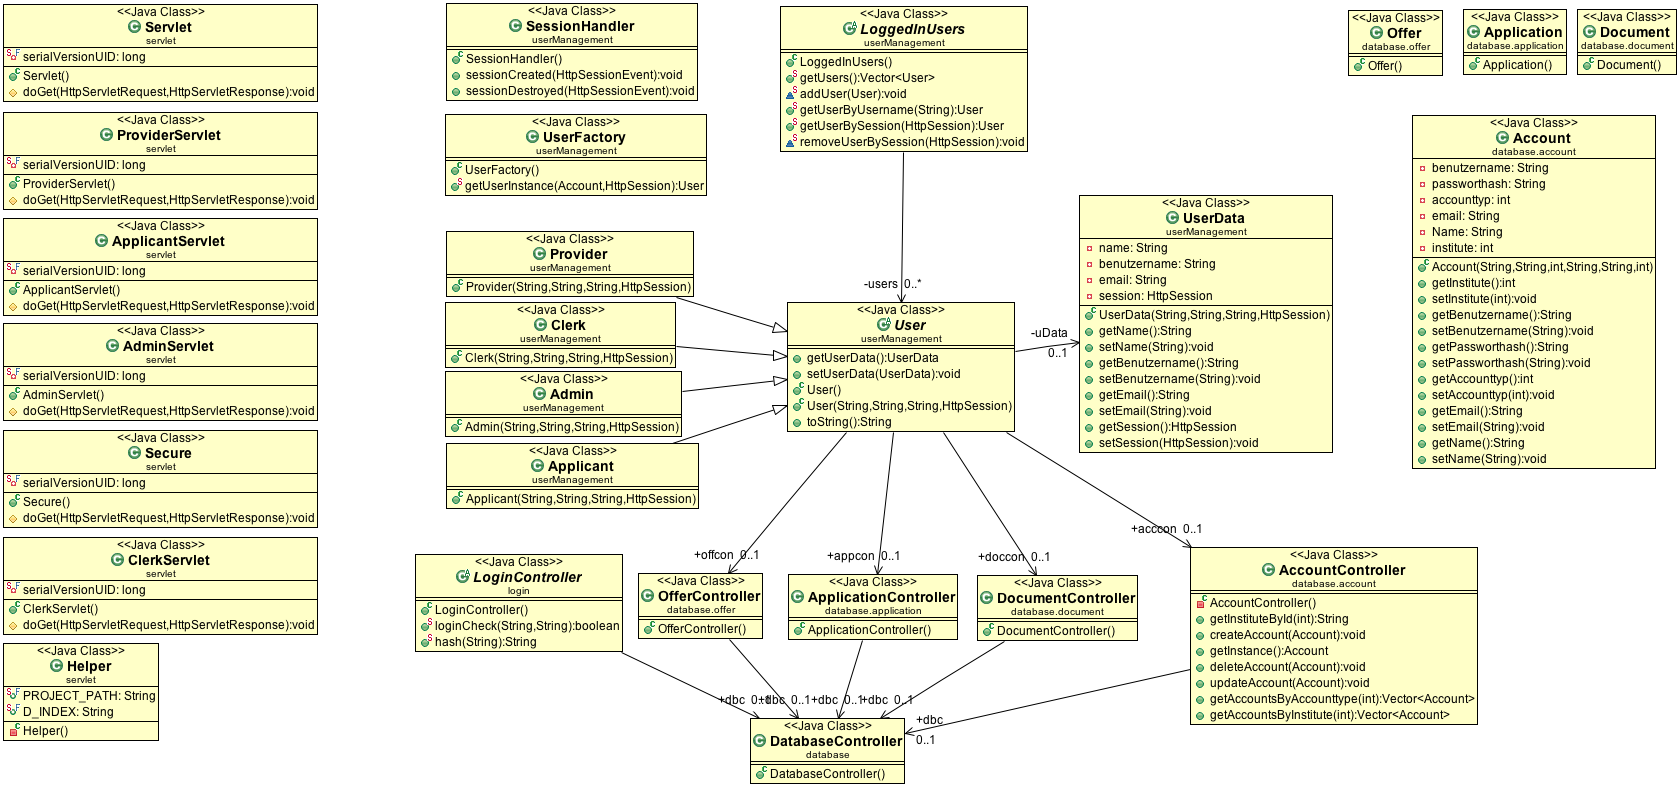 <<Java Class>>
Servlet
servlet
serialVersionUID: long
Servlet()
doGet(HttpServletRequest,HttpServletResponse):void
<<Java Class>>
ProviderServlet
servlet
serialVersionUID: long
ProviderServlet()
doGet(HttpServletRequest,HttpServletResponse):void
<<Java Class>>
ApplicantServlet
servlet
serialVersionUID: long
ApplicantServlet()
doGet(HttpServletRequest,HttpServletResponse):void
<<Java Class>>
AdminServlet
servlet
serialVersionUID: long
AdminServlet()
doGet(HttpServletRequest,HttpServletResponse):void
<<Java Class>>
Secure
servlet
serialVersionUID: long
Secure()
doGet(HttpServletRequest,HttpServletResponse):void
<<Java Class>>
ClerkServlet
servlet
serialVersionUID: long
ClerkServlet()
doGet(HttpServletRequest,HttpServletResponse):void
<<Java Class>>
Helper
servlet
PROJECT_PATH: String
D_INDEX: String
Helper()
<<Java Class>>
SessionHandler
userManagement
SessionHandler()
sessionCreated(HttpSessionEvent):void
sessionDestroyed(HttpSessionEvent):void
<<Java Class>>
UserFactory
userManagement
UserFactory()
getUserInstance(Account,HttpSession):User
<<Java Class>>
Provider
userManagement
Provider(String,String,String,HttpSession)
<<Java Class>>
Clerk
userManagement
Clerk(String,String,String,HttpSession)
<<Java Class>>
Admin
userManagement
Admin(String,String,String,HttpSession)
<<Java Class>>
Applicant
userManagement
Applicant(String,String,String,HttpSession)
<<Java Class>>
LoggedInUsers
userManagement
LoggedInUsers()
getUsers():Vector<User>
addUser(User):void
getUserByUsername(String):User
getUserBySession(HttpSession):User
removeUserBySession(HttpSession):void
-users 0..*
<<Java Class>>
User
userManagement
getUserData():UserData
setUserData(UserData):void
User()
User(String,String,String,HttpSession)
toString():String
-uData
0..1
<<Java Class>>
UserData
userManagement
name: String
benutzername: String
email: String
session: HttpSession
UserData(String,String,String,HttpSession)
getName():String
setName(String):void
getBenutzername():String
setBenutzername(String):void
getEmail():String
setEmail(String):void
getSession():HttpSession
setSession(HttpSession):void
<<Java Class>>
Offer
database.offer
Offer()
<<Java Class>>
Application
database.application
Application()
<<Java Class>>
Document
database.document
Document()
<<Java Class>>
Account
database.account
benutzername: String
passworthash: String
accounttyp: int
email: String
Name: String
institute: int
Account(String,String,int,String,String,int)
getInstitute():int
setInstitute(int):void
getBenutzername():String
setBenutzername(String):void
getPassworthash():String
setPassworthash(String):void
getAccounttyp():int
setAccounttyp(int):void
getEmail():String
setEmail(String):void
getName():String
setName(String):void
+offcon 0..1
+appcon 0..1
+doccon 0..1
+acccon 0..1
<<Java Class>>
LoginController
login
LoginController()
loginCheck(String,String):boolean
hash(String):String
<<Java Class>>
OfferController
database.offer
OfferController()
<<Java Class>>
ApplicationController
database.application
ApplicationController()
<<Java Class>>
DocumentController
database.document
DocumentController()
<<Java Class>>
AccountController
database.account
AccountController()
getInstituteById(int):String
createAccount(Account):void
getInstance():Account
deleteAccount(Account):void
updateAccount(Account):void
getAccountsByAccounttype(int):Vector<Account>
getAccountsByInstitute(int):Vector<Account>
+dbc 0..1
+dbc 0..1
+dbc 0..1
+dbc 0..1
+dbc
0..1
<<Java Class>>
DatabaseController
database
DatabaseController()